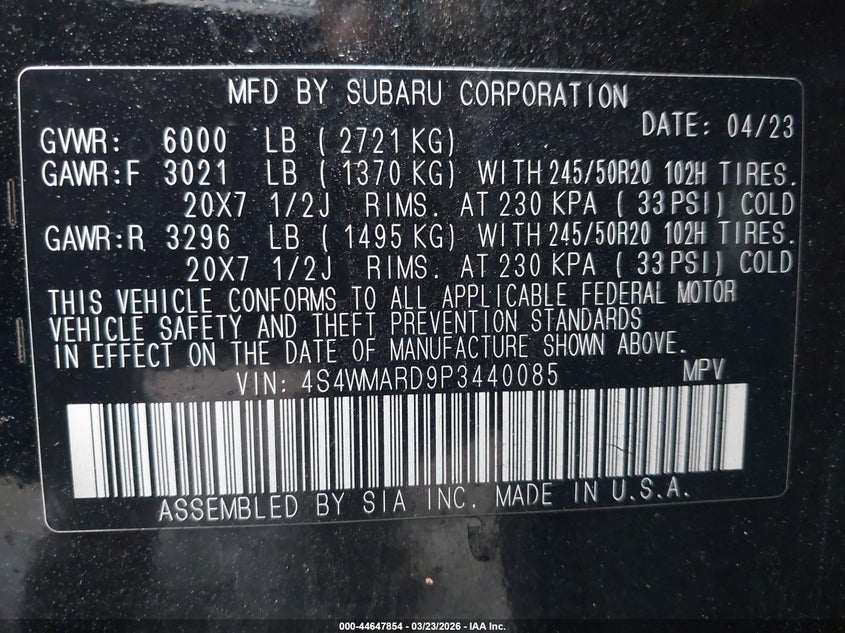 MFD BY SUBARU CORPORATION
DATE: 04/23
GVWR: 6000 LB ( 2721 KG)
GAWR:F 3021 LB ( 1370 KG) WITH 245/50R20 102H TIRES.
20X7 1/2J RIMS. AT 230 KPA ( 33 PSI) COLD
GAWR:R 3296 LB ( 1495 KG) WITH 245/50R20 102H TIRES.
20X7 1/2J RIMS. AT 230 KPA ( 33 PSI) COLD
THIS VEHICLE CONFORMS TO ALL APPLICABLE FEDERAL MOTOR
VEHICLE SAFETY AND THEFT PREVENTION STANDARDS
IN EFFECT ON THE DATE OF MANUFACTURE SHOWN ABOVE.
VIN: 4S4WMARD9P3440085 MPV
ASSEMBLED BY SIA INC. MADE IN U.S.A.
000-44647854 - 03/23/2026 - IAA Inc.